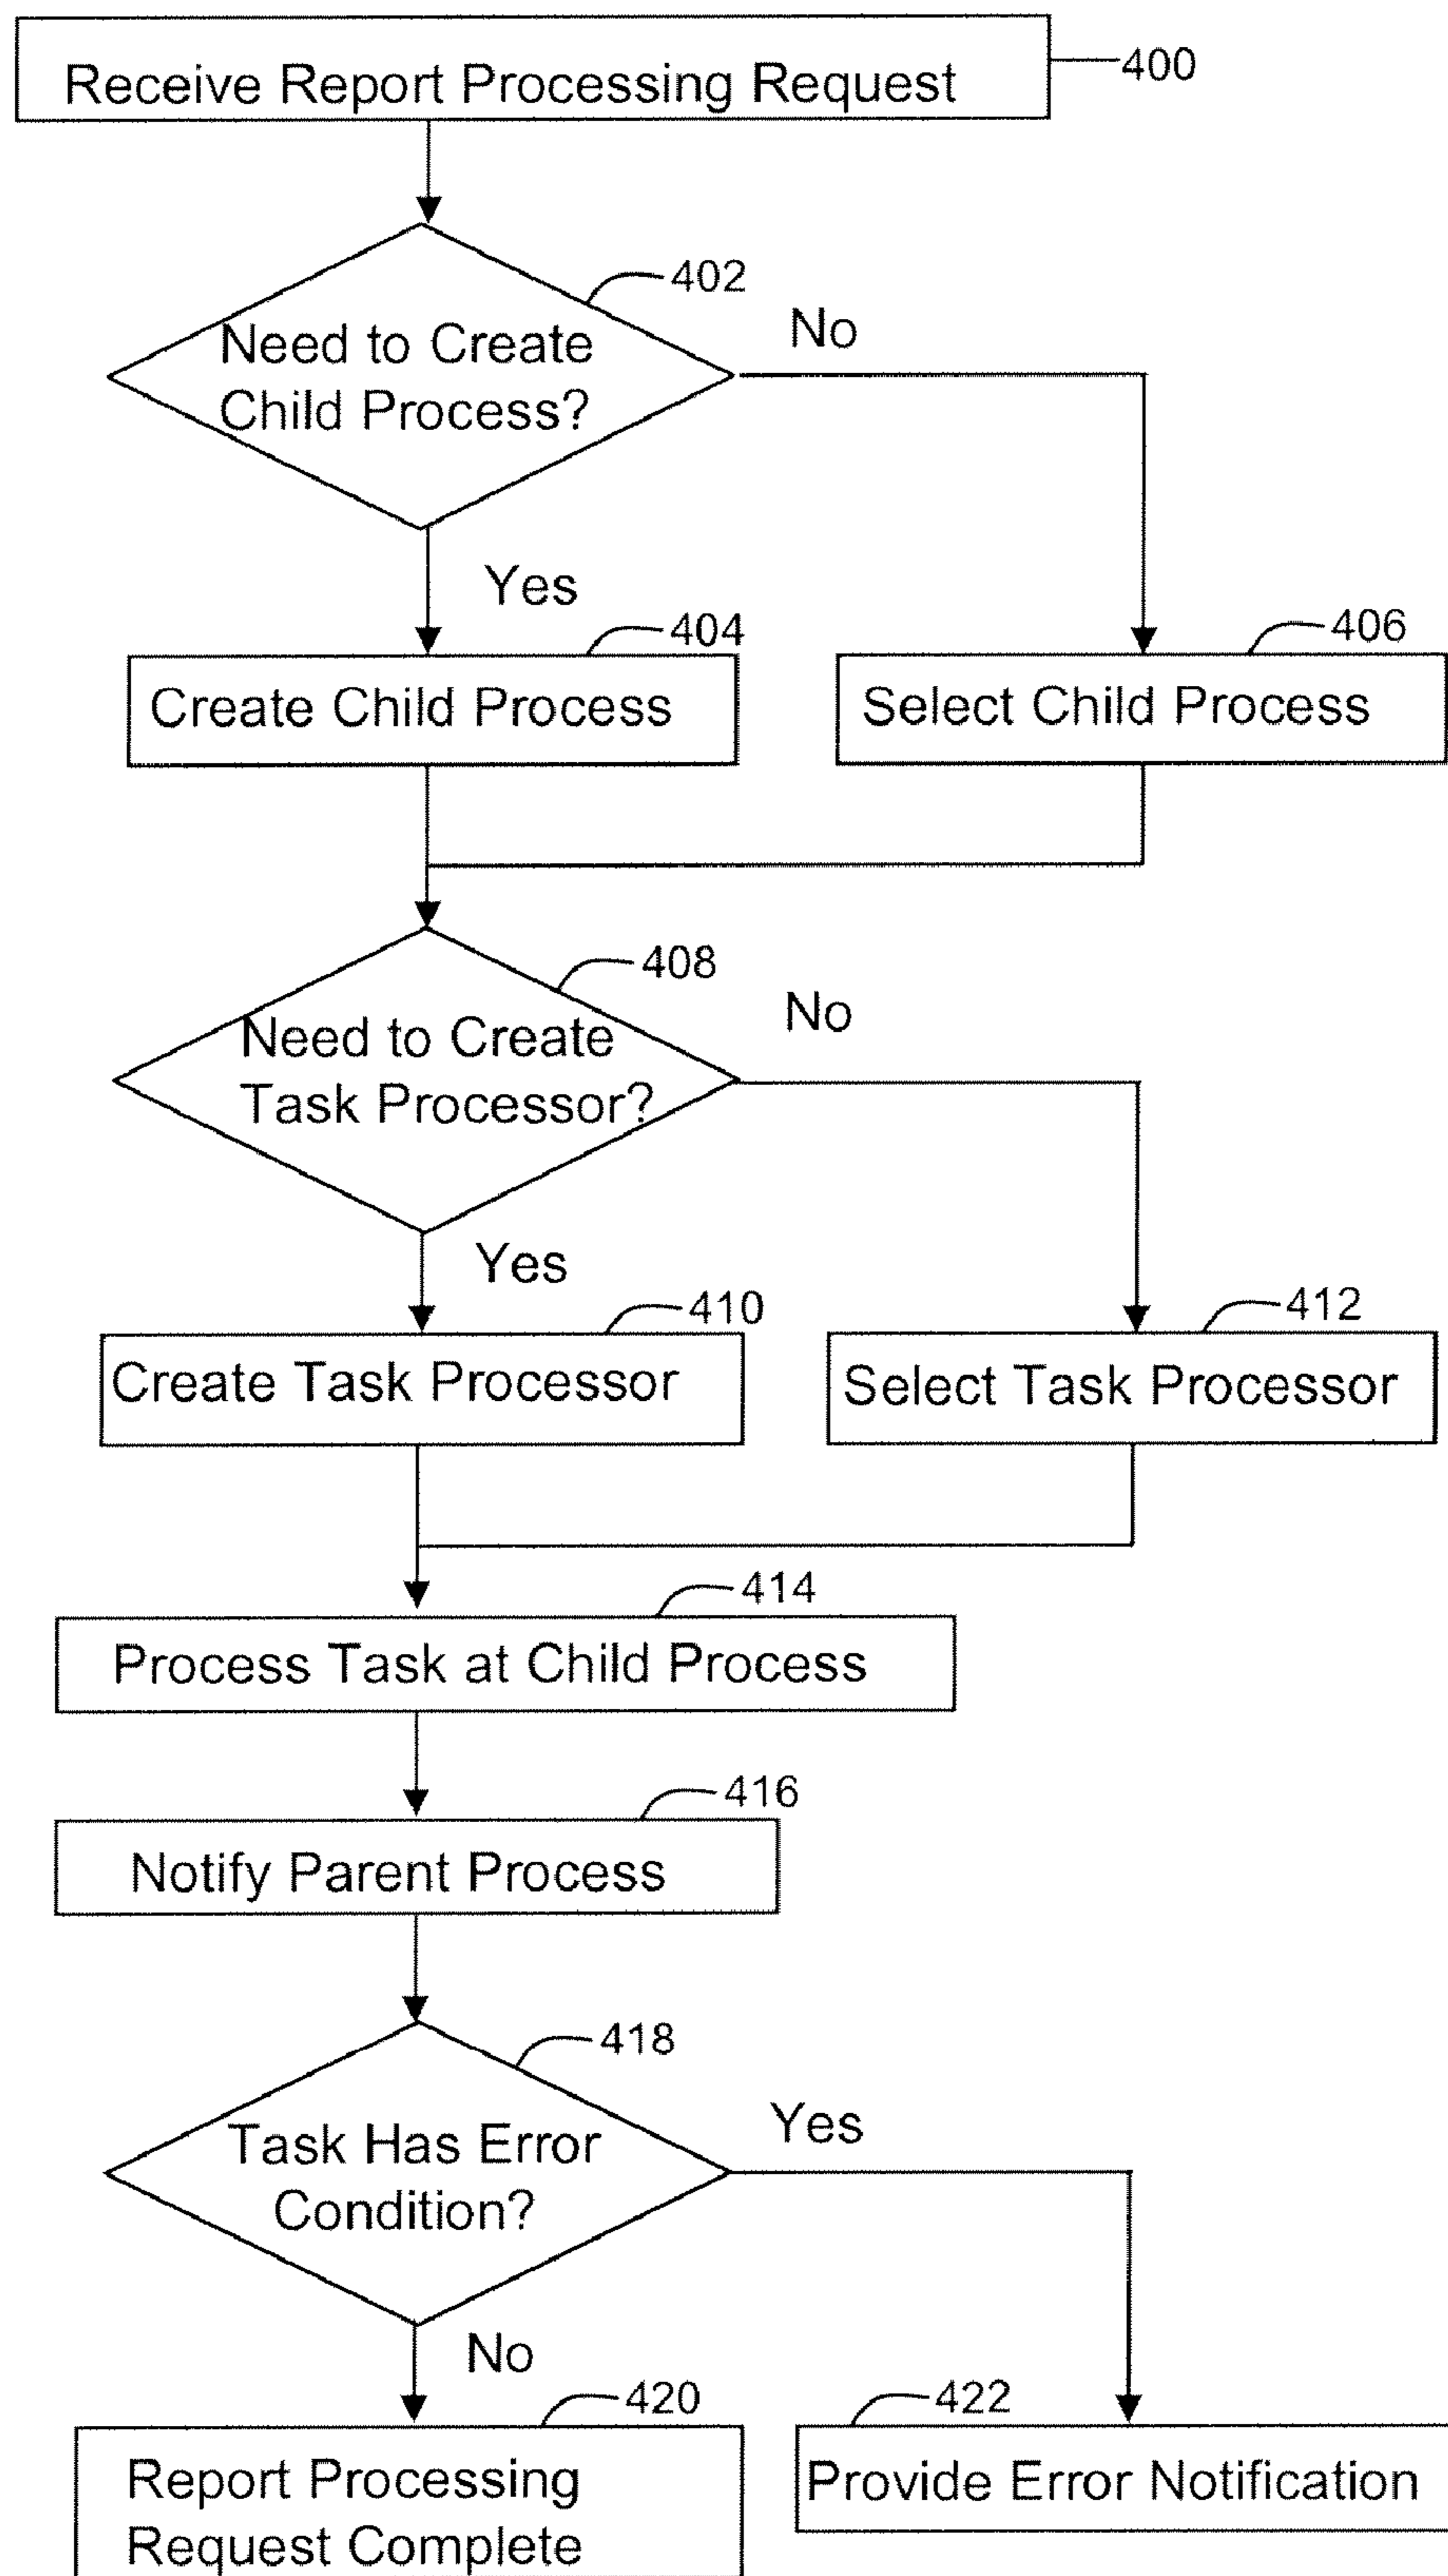 Receive Report Processing Request
400
402
Need to Create
Child Process?
No
Yes
404
406
Create Child Process
Select Child Process
408
Need to Create
Task Processor?
No
Yes
410
412
Create Task Processor
Select Task Processor
414
Process Task at Child Process
416
Notify Parent Process
418
Task Has Error
Condition?
Yes
No
420
422
Report Processing
Request Complete
Provide Error Notification